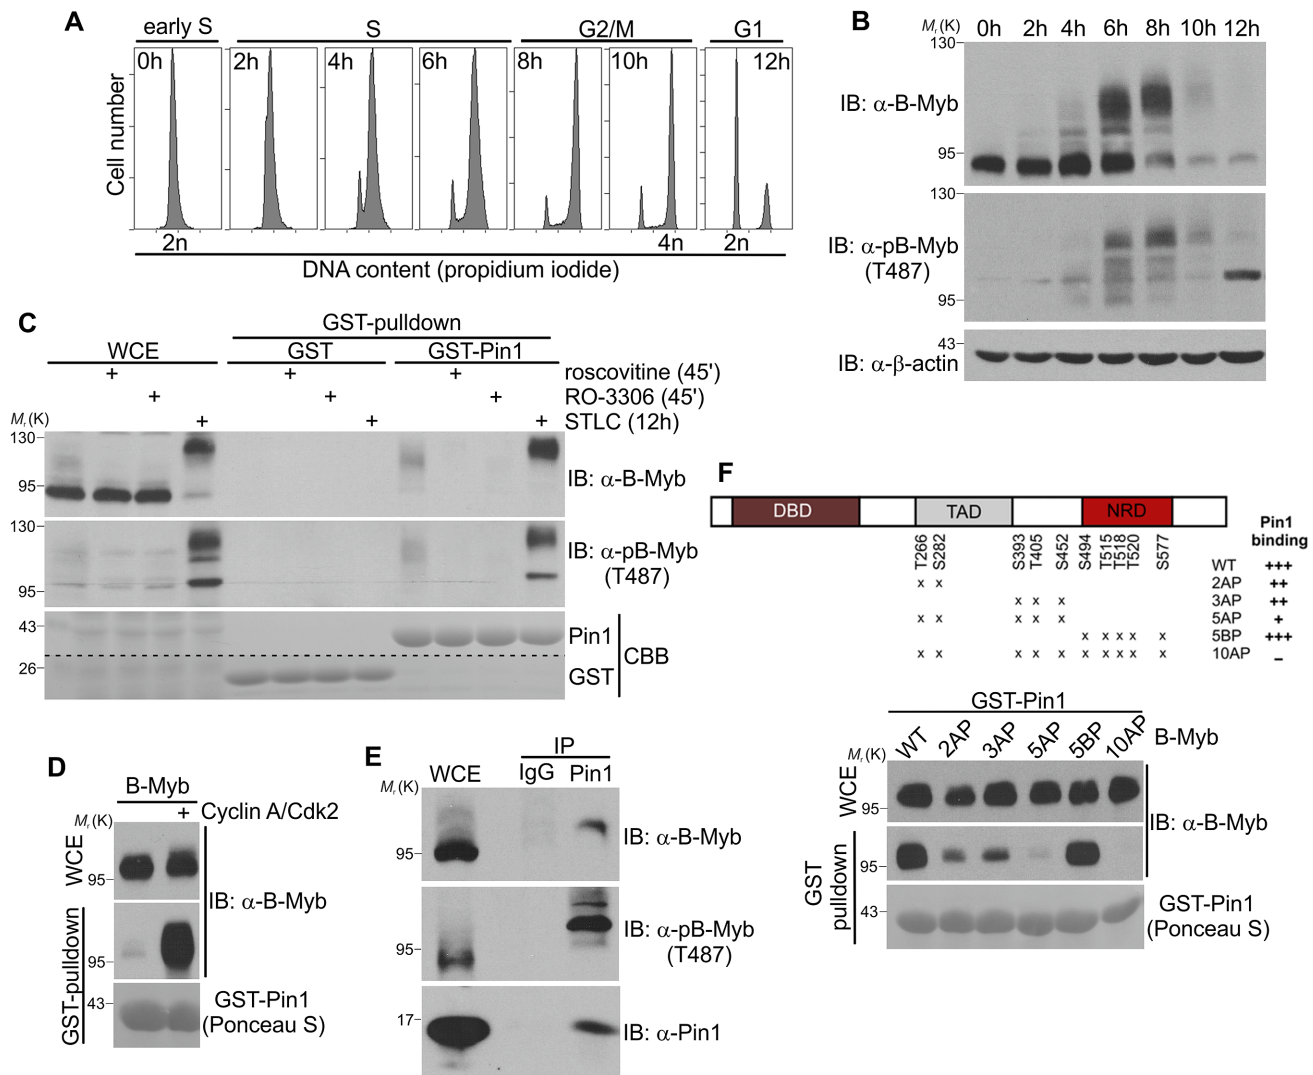 A
early S
S
G2/M
G1
0h
2h
4h
6h
8h
10h
12h
Cell number
2n
4n
2n
DNA content (propidium iodide)
B
Mr (K)
0h 2h 4h 6h 8h 10h 12h
130
IB: α-B-Myb
95
130
IB: α-pB-Myb
(T487)
95
43
IB: α-β-actin
C
GST-pulldown
WCE
GST
GST-Pin1
+ + + roscovitine (45')
+ + + RO-3306 (45')
Mr (K)
+ + + STLC (12h)
130
95
IB: α-B-Myb
130
IB: α-pB-Myb
(T487)
95
43
Pin1
CBB
26
GST
D
B-Myb
+ Cyclin A/Cdk2
Mr (K)
WCE
95
IB: α-B-Myb
GST-pulldown
95
43
GST-Pin1
(Ponceau S)
E
IP
WCE IgG Pin1
Mr (K)
95
IB: α-B-Myb
IB: α-pB-Myb
(T487)
95
17
IB: α-Pin1
F
DBD
TAD
NRD
T266
S282
S393
T405
S452
S494
T515
T518
T520
S577
Pin1
binding
WT +++
x x 2AP ++
x x x 3AP ++
x x x x x 5AP +
x x x x x 5BP +++
x x x x x x x x x x 10AP –
GST-Pin1
WT 2AP 3AP 5AP 5BP 10AP B-Myb
Mr (K)
WCE
95
IB: α-B-Myb
GST
pulldown
95
43
GST-Pin1
(Ponceau S)